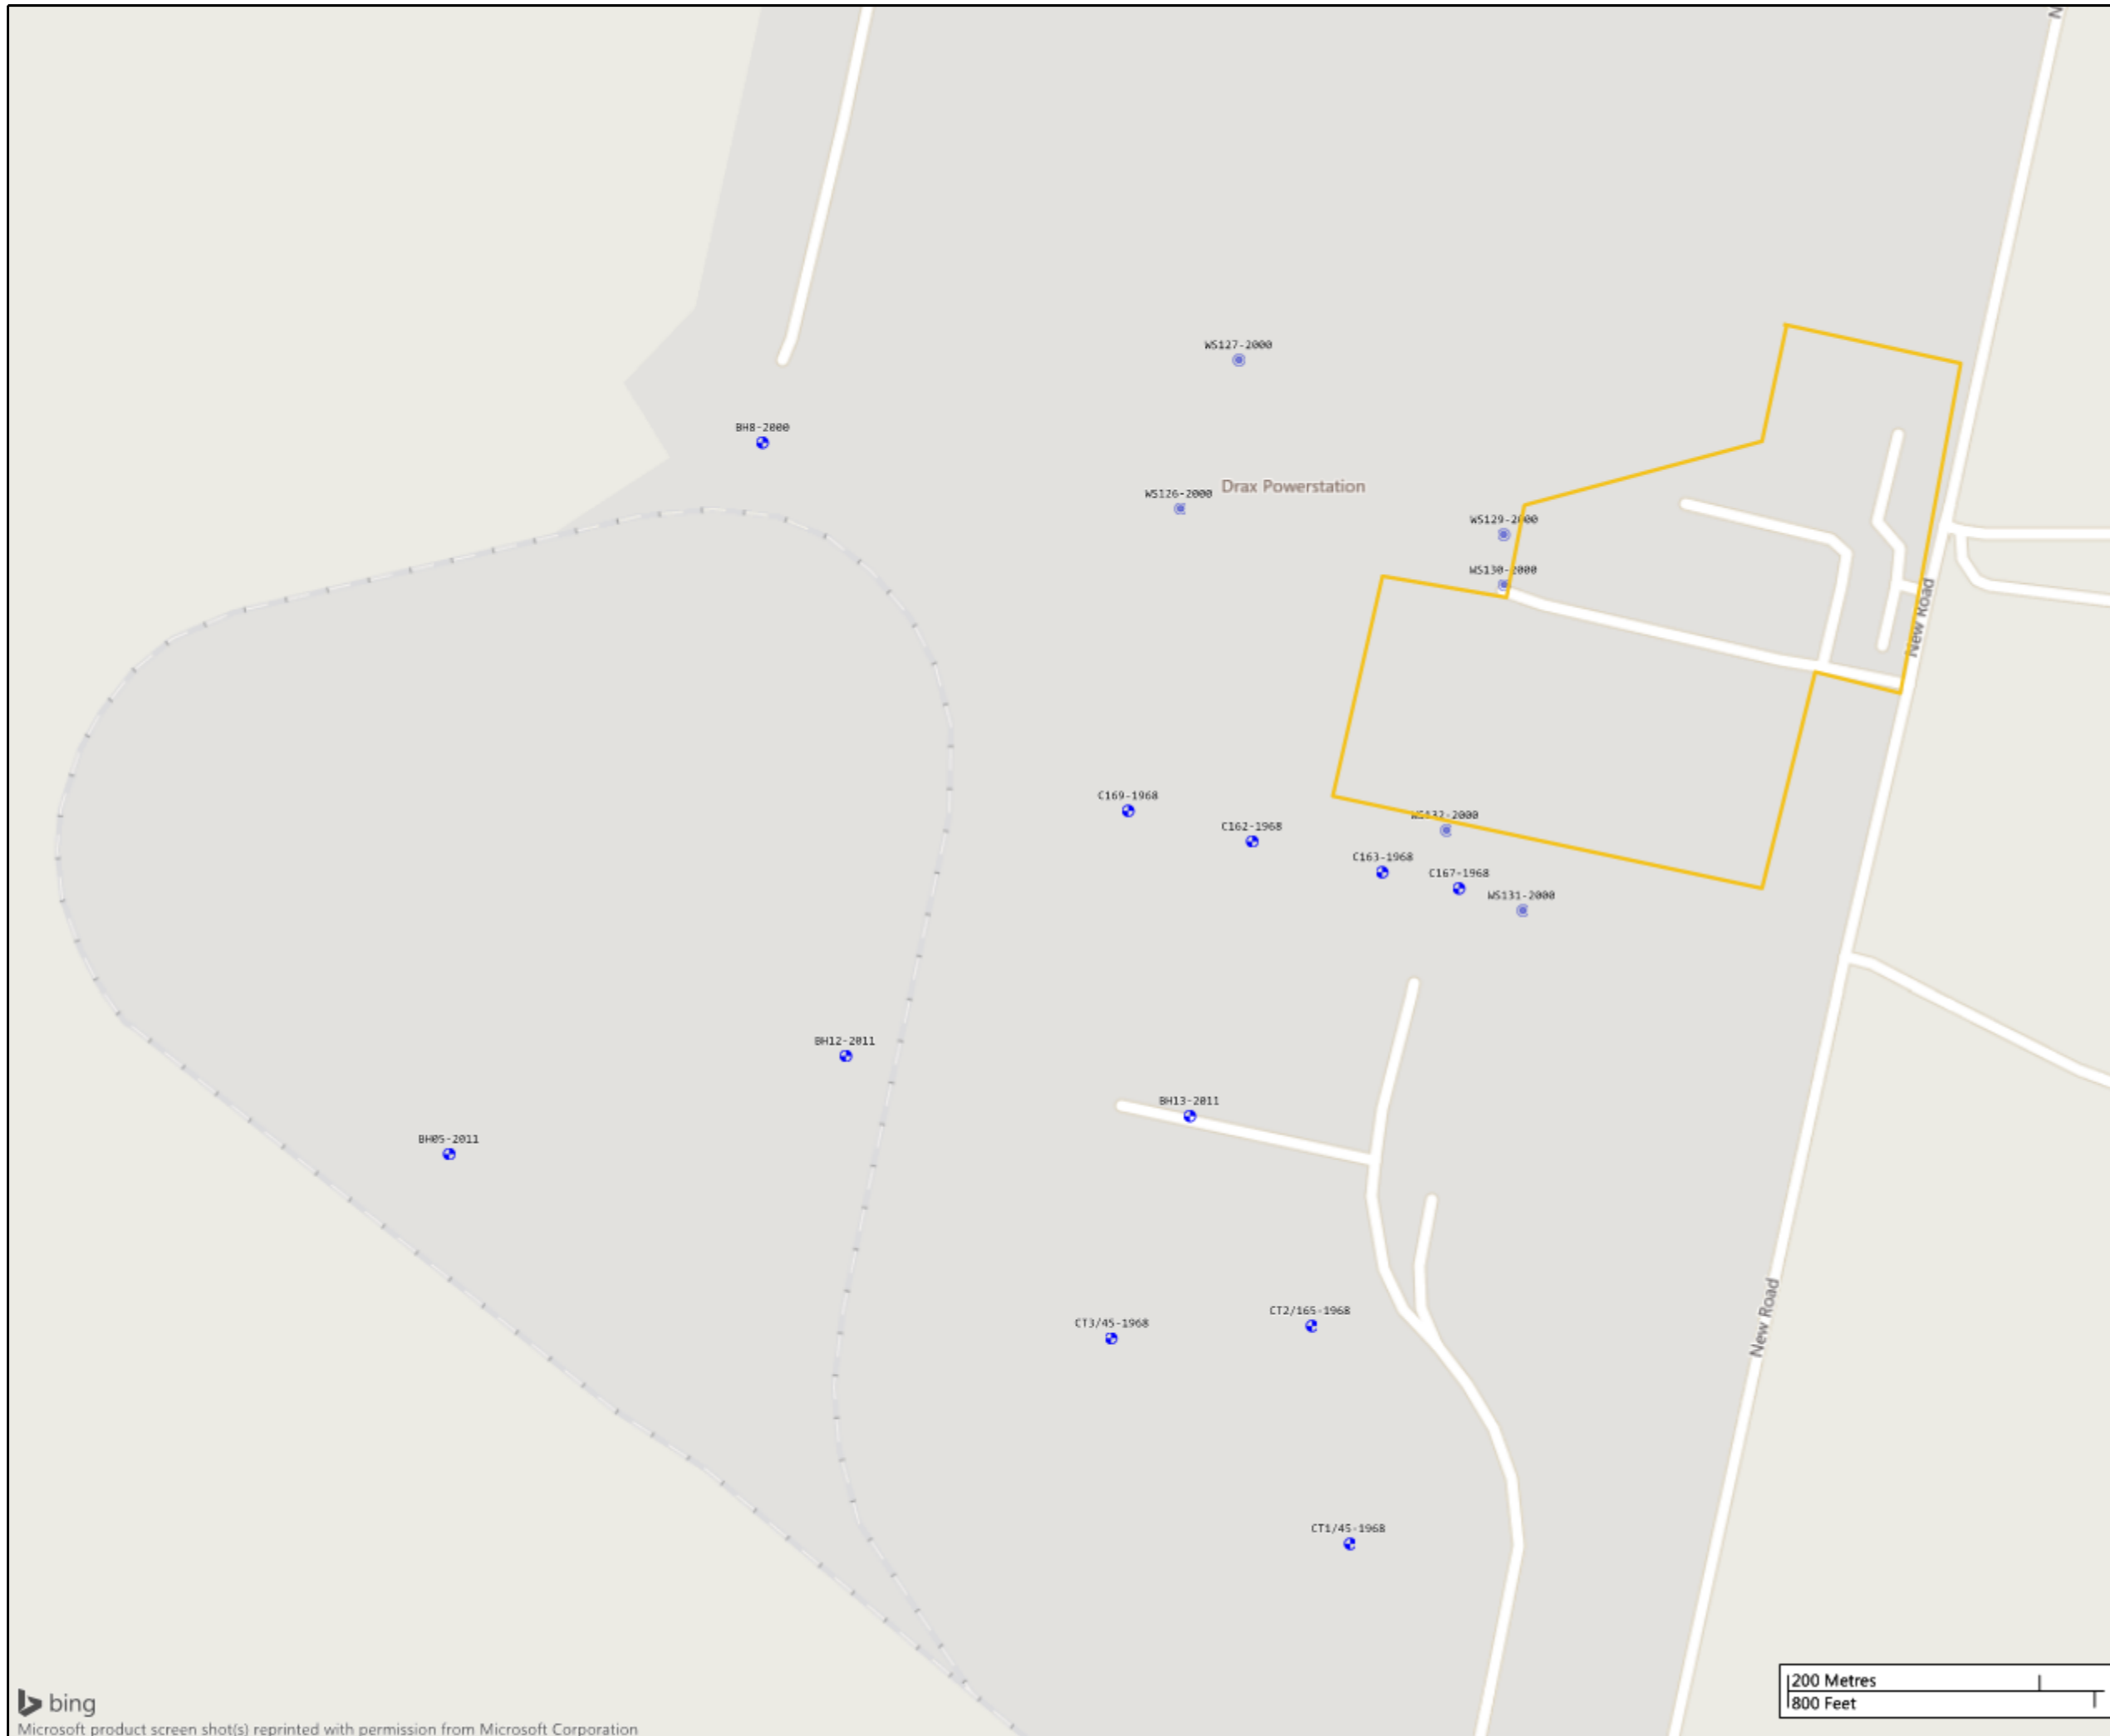 N
WS127-2000
BH8-2000
Drax Powerstation
WS126-2000
WS129-2000
WS130-2000
New Road
C169-1968
WS132-2000
C162-1968
C163-1968
C167-1968
WS131-2000
BH12-2011
BH13-2011
BH05-2011
New Road
CT2/165-1968
CT3/45-1968
CT1/45-1968
200 Metres
800 Feet
bing
Microsoft product screen shot(s) reprinted with permission from Microsoft Corporation